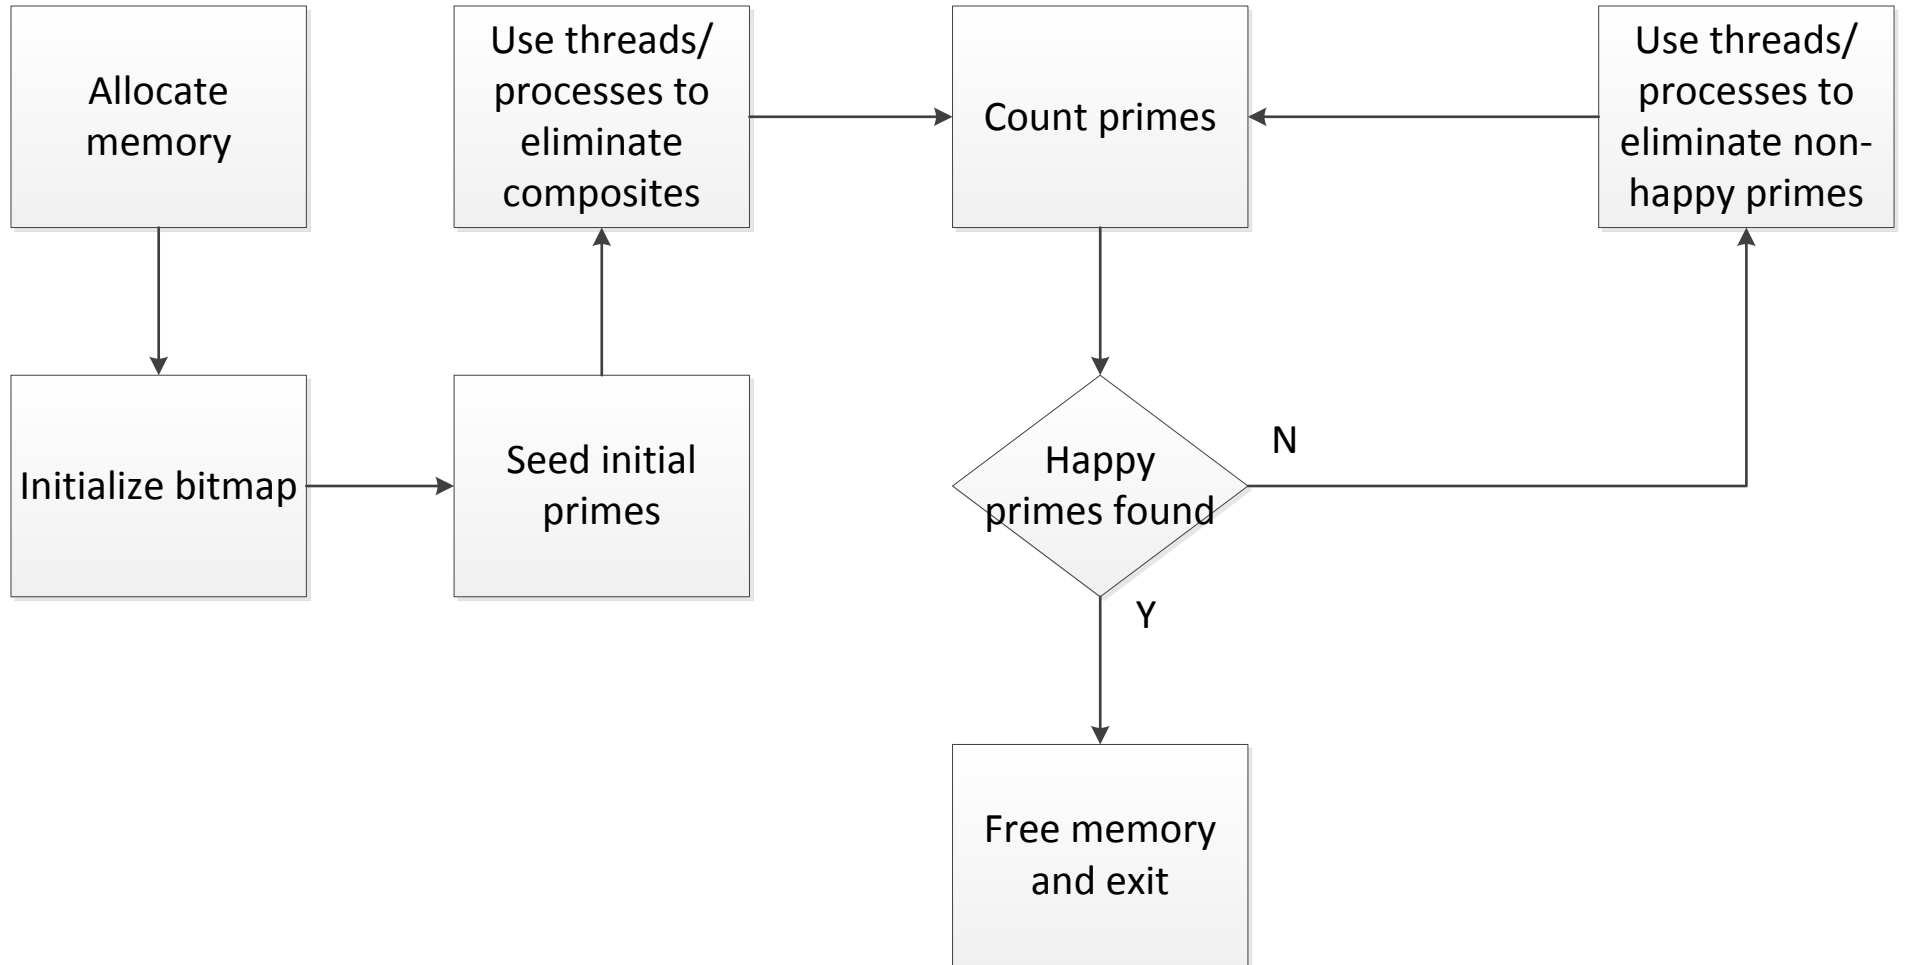 Allocate
memory
Initialize bitmap
Seed initial
primes
Use threads/
processes to
eliminate
composites
Count primes
Happy
primes found
N
Use threads/
processes to
eliminate non-
happy primes
Y
Free memory
and exit